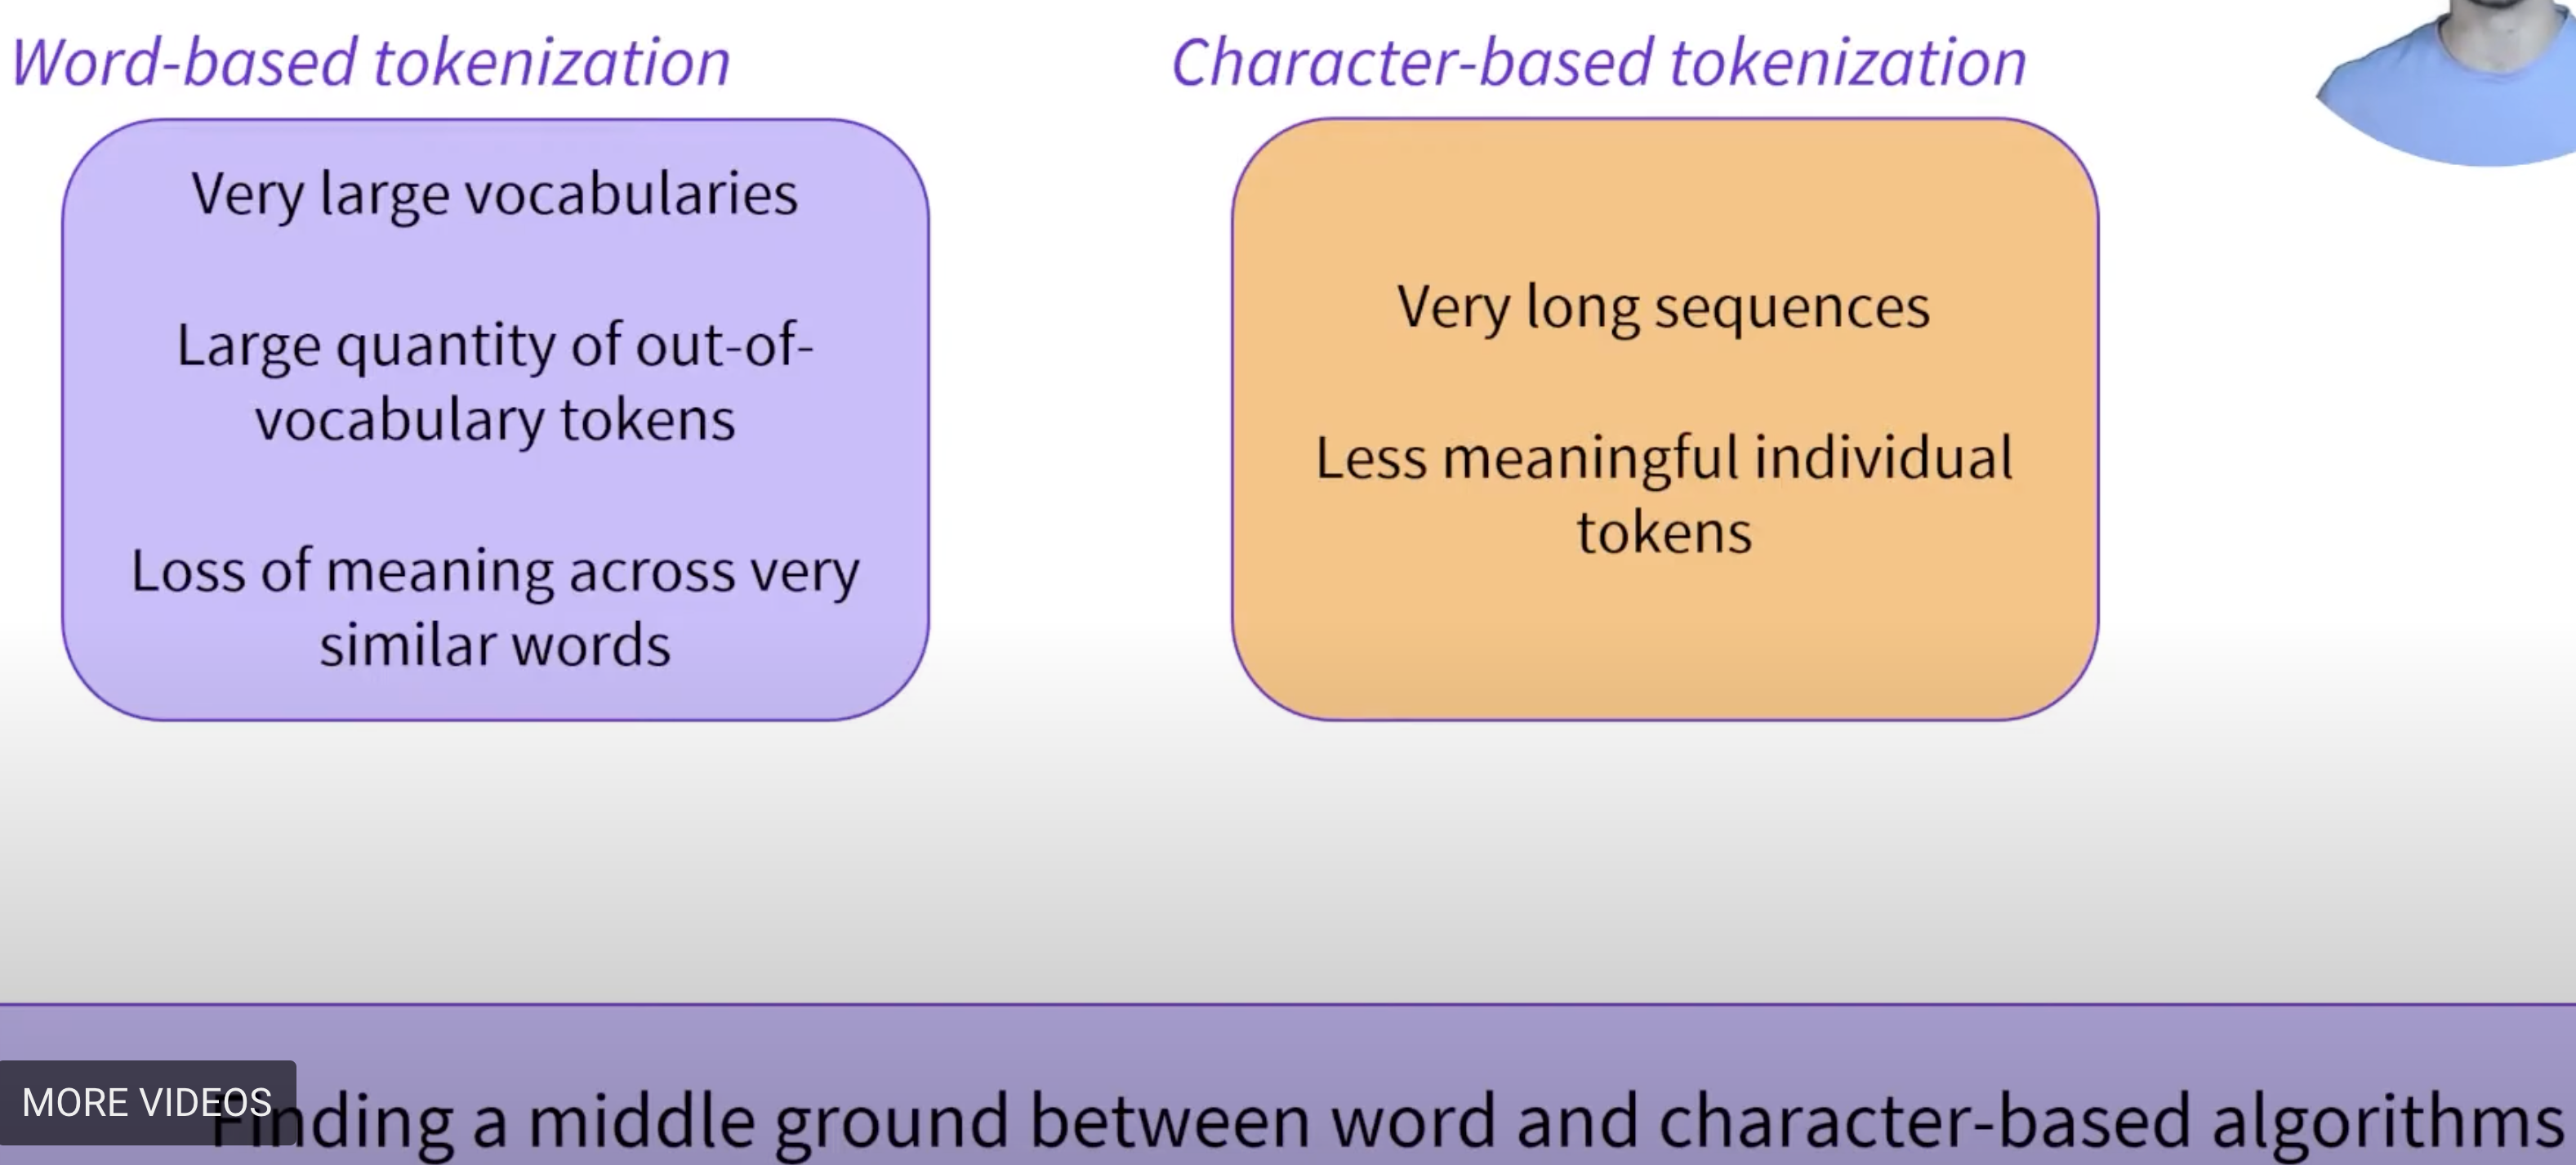 Word-based tokenization
Very large vocabularies
Large quantity of out-of-
vocabulary tokens
Loss of meaning across very
similar words
Character-based tokenization
Very long sequences
Less meaningful individual
tokens
MORE VIDEOS
Finding a middle ground between word and character-based algorithms